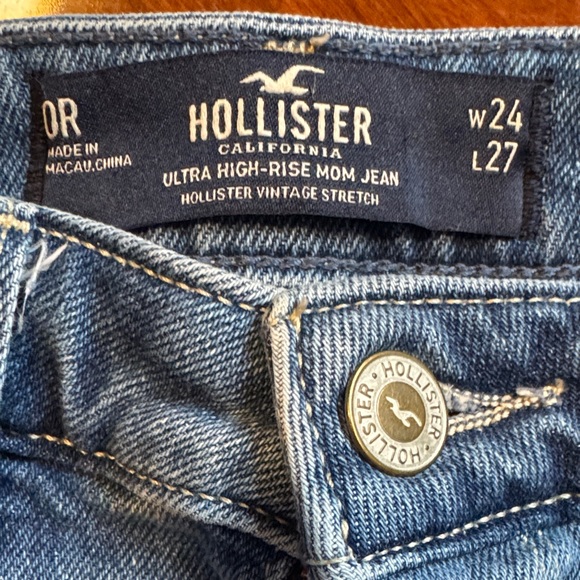 0R
MADE IN
MACAU.CHINA
HOLLISTER
CALIFORNIA
ULTRA HIGH-RISE MOM JEAN
HOLLISTER VINTAGE STRETCH
W24
L27
HOLLISTER • HOLLISTER •